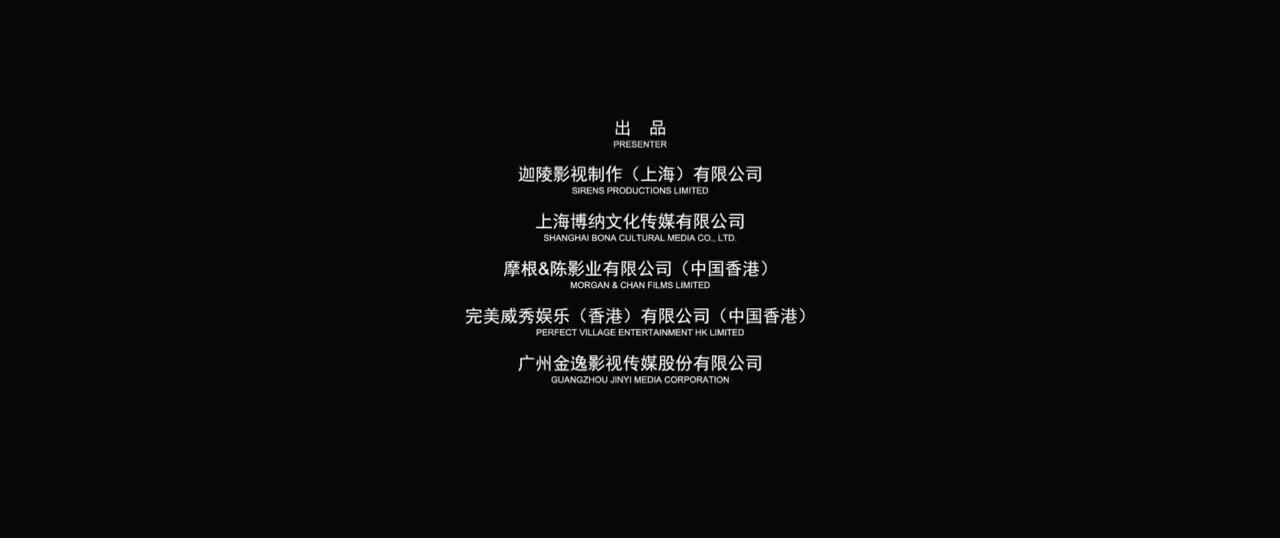 出　品
PRESENTER
迦陵影视制作（上海）有限公司
SIRENS PRODUCTIONS LIMITED
上海博纳文化传媒有限公司
SHANGHAI BONA CULTURAL MEDIA CO., LTD.
摩根&陈影业有限公司（中国香港）
MORGAN & CHAN FILMS LIMITED
完美威秀娱乐（香港）有限公司（中国香港）
PERFECT VILLAGE ENTERTAINMENT HK LIMITED
广州金逸影视传媒股份有限公司
GUANGZHOU JINYI MEDIA CORPORATION